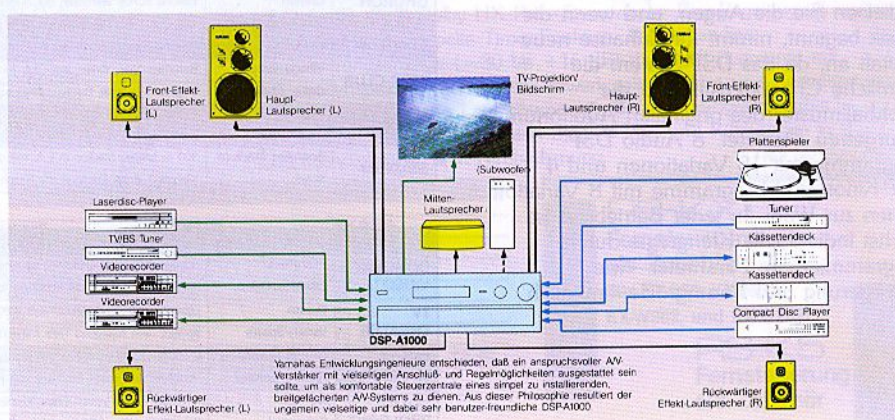 Front-Effekt-
Lautsprecher
(L)
Haupt-
Lautsprecher (L)
TV-Projektion/
Bildschirm
Haupt-
Lautsprecher (R)
Front-Effekt-
Lautsprecher
(R)
Plattenspieler
(Subwoofer)
Mitten-
Lautsprecher
Laserdisc-Player
TV/BS Tuner
Videorecorder
Videorecorder
Tuner
Kassettendeck
Kassettendeck
Compact Disc Player
DSP-A1000
Rückwärtiger
Effekt-Lautsprecher (L)
Yamahas Entwicklungsingenieure entschieden, daß ein anspruchsvoller A/V-
Verstärker mit vielseitigen Anschluß- und Regelmöglichkeiten ausgestattet sein
sollte, um als komfortable Steuerzentrale eines simpel zu installierenden,
breitgefächerten A/V-Systems zu dienen. Aus dieser Philosophie resultiert der
ungemein vielseitige und dabei sehr benutzer-freundliche DSP-A1000.
Rückwärtiger
Effekt-Lautsprecher (R)